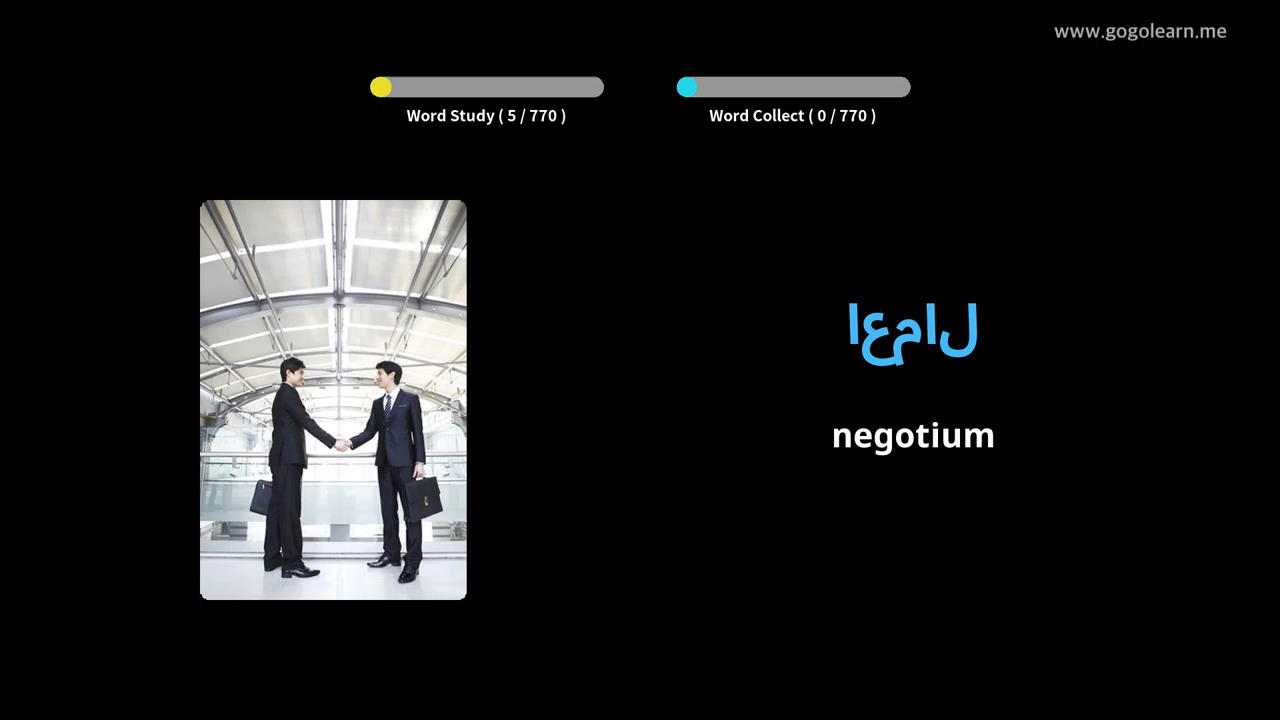 www.gogolearn.me
Word Study ( 5 / 770 )
Word Collect ( 0 / 770 )
اعمال
negotium